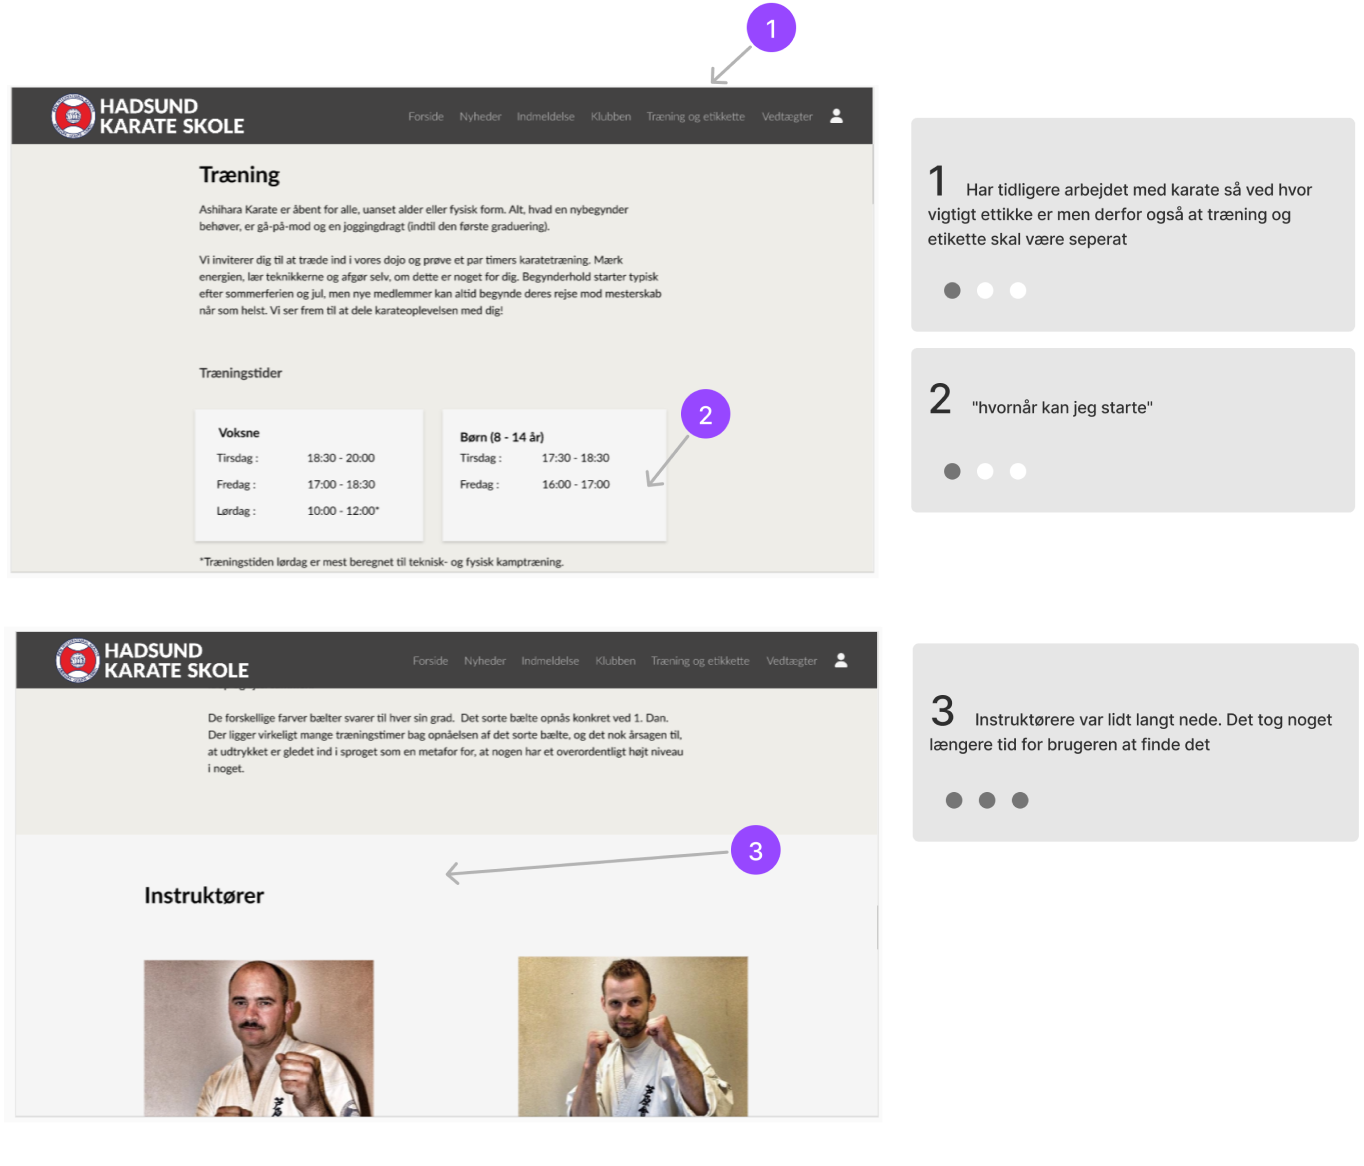 1
HADSUND
KARATE SKOLE
Forside Nyheder Indmeldelse Klubben Træning og etikkette Vedtægter
Træning
Ashihara Karate er åbent for alle, uanset alder eller fysisk form. Alt, hvad en nybegynder
behøver, er gå-på-mod og en joggingdragt (indtil den første graduering).
Vi inviterer dig til at træde ind i vores dojo og prøve et par timers karatetræning. Mærk
energien, lær teknikkerne og afgør selv, om dette er noget for dig. Begynderhold starter typisk
efter sommerferien og jul, men nye medlemmer kan altid begynde deres rejse mod mesterskab
når som helst. Vi ser frem til at dele karateoplevelsen med dig!
Træningstider
Voksne
Tirsdag : 18:30 - 20:00
Fredag : 17:00 - 18:30
Lørdag : 10:00 - 12:00*
2
Børn (8 - 14 år)
Tirsdag : 17:30 - 18:30
Fredag : 16:00 - 17:00
*Træningstiden lørdag er mest beregnet til teknisk- og fysisk kamptræning.
1 Har tidligere arbejdet med karate så ved hvor
vigtigt ettikke er men derfor også at træning og
etikette skal være seperat
2 "hvornår kan jeg starte"
HADSUND
KARATE SKOLE
Forside Nyheder Indmeldelse Klubben Træning og etikkette Vedtægter
De forskellige farver bælter svarer til hver sin grad. Det sorte bælte opnås konkret ved 1. Dan.
Der ligger virkeligt mange træningstimer bag opnåelsen af det sorte bælte, og det nok årsagen til,
at udtrykket er gledet ind i sproget som en metafor for, at nogen har et overordentligt højt niveau
i noget.
3
Instruktører
3 Instruktørere var lidt langt nede. Det tog noget
længere tid for brugeren at finde det